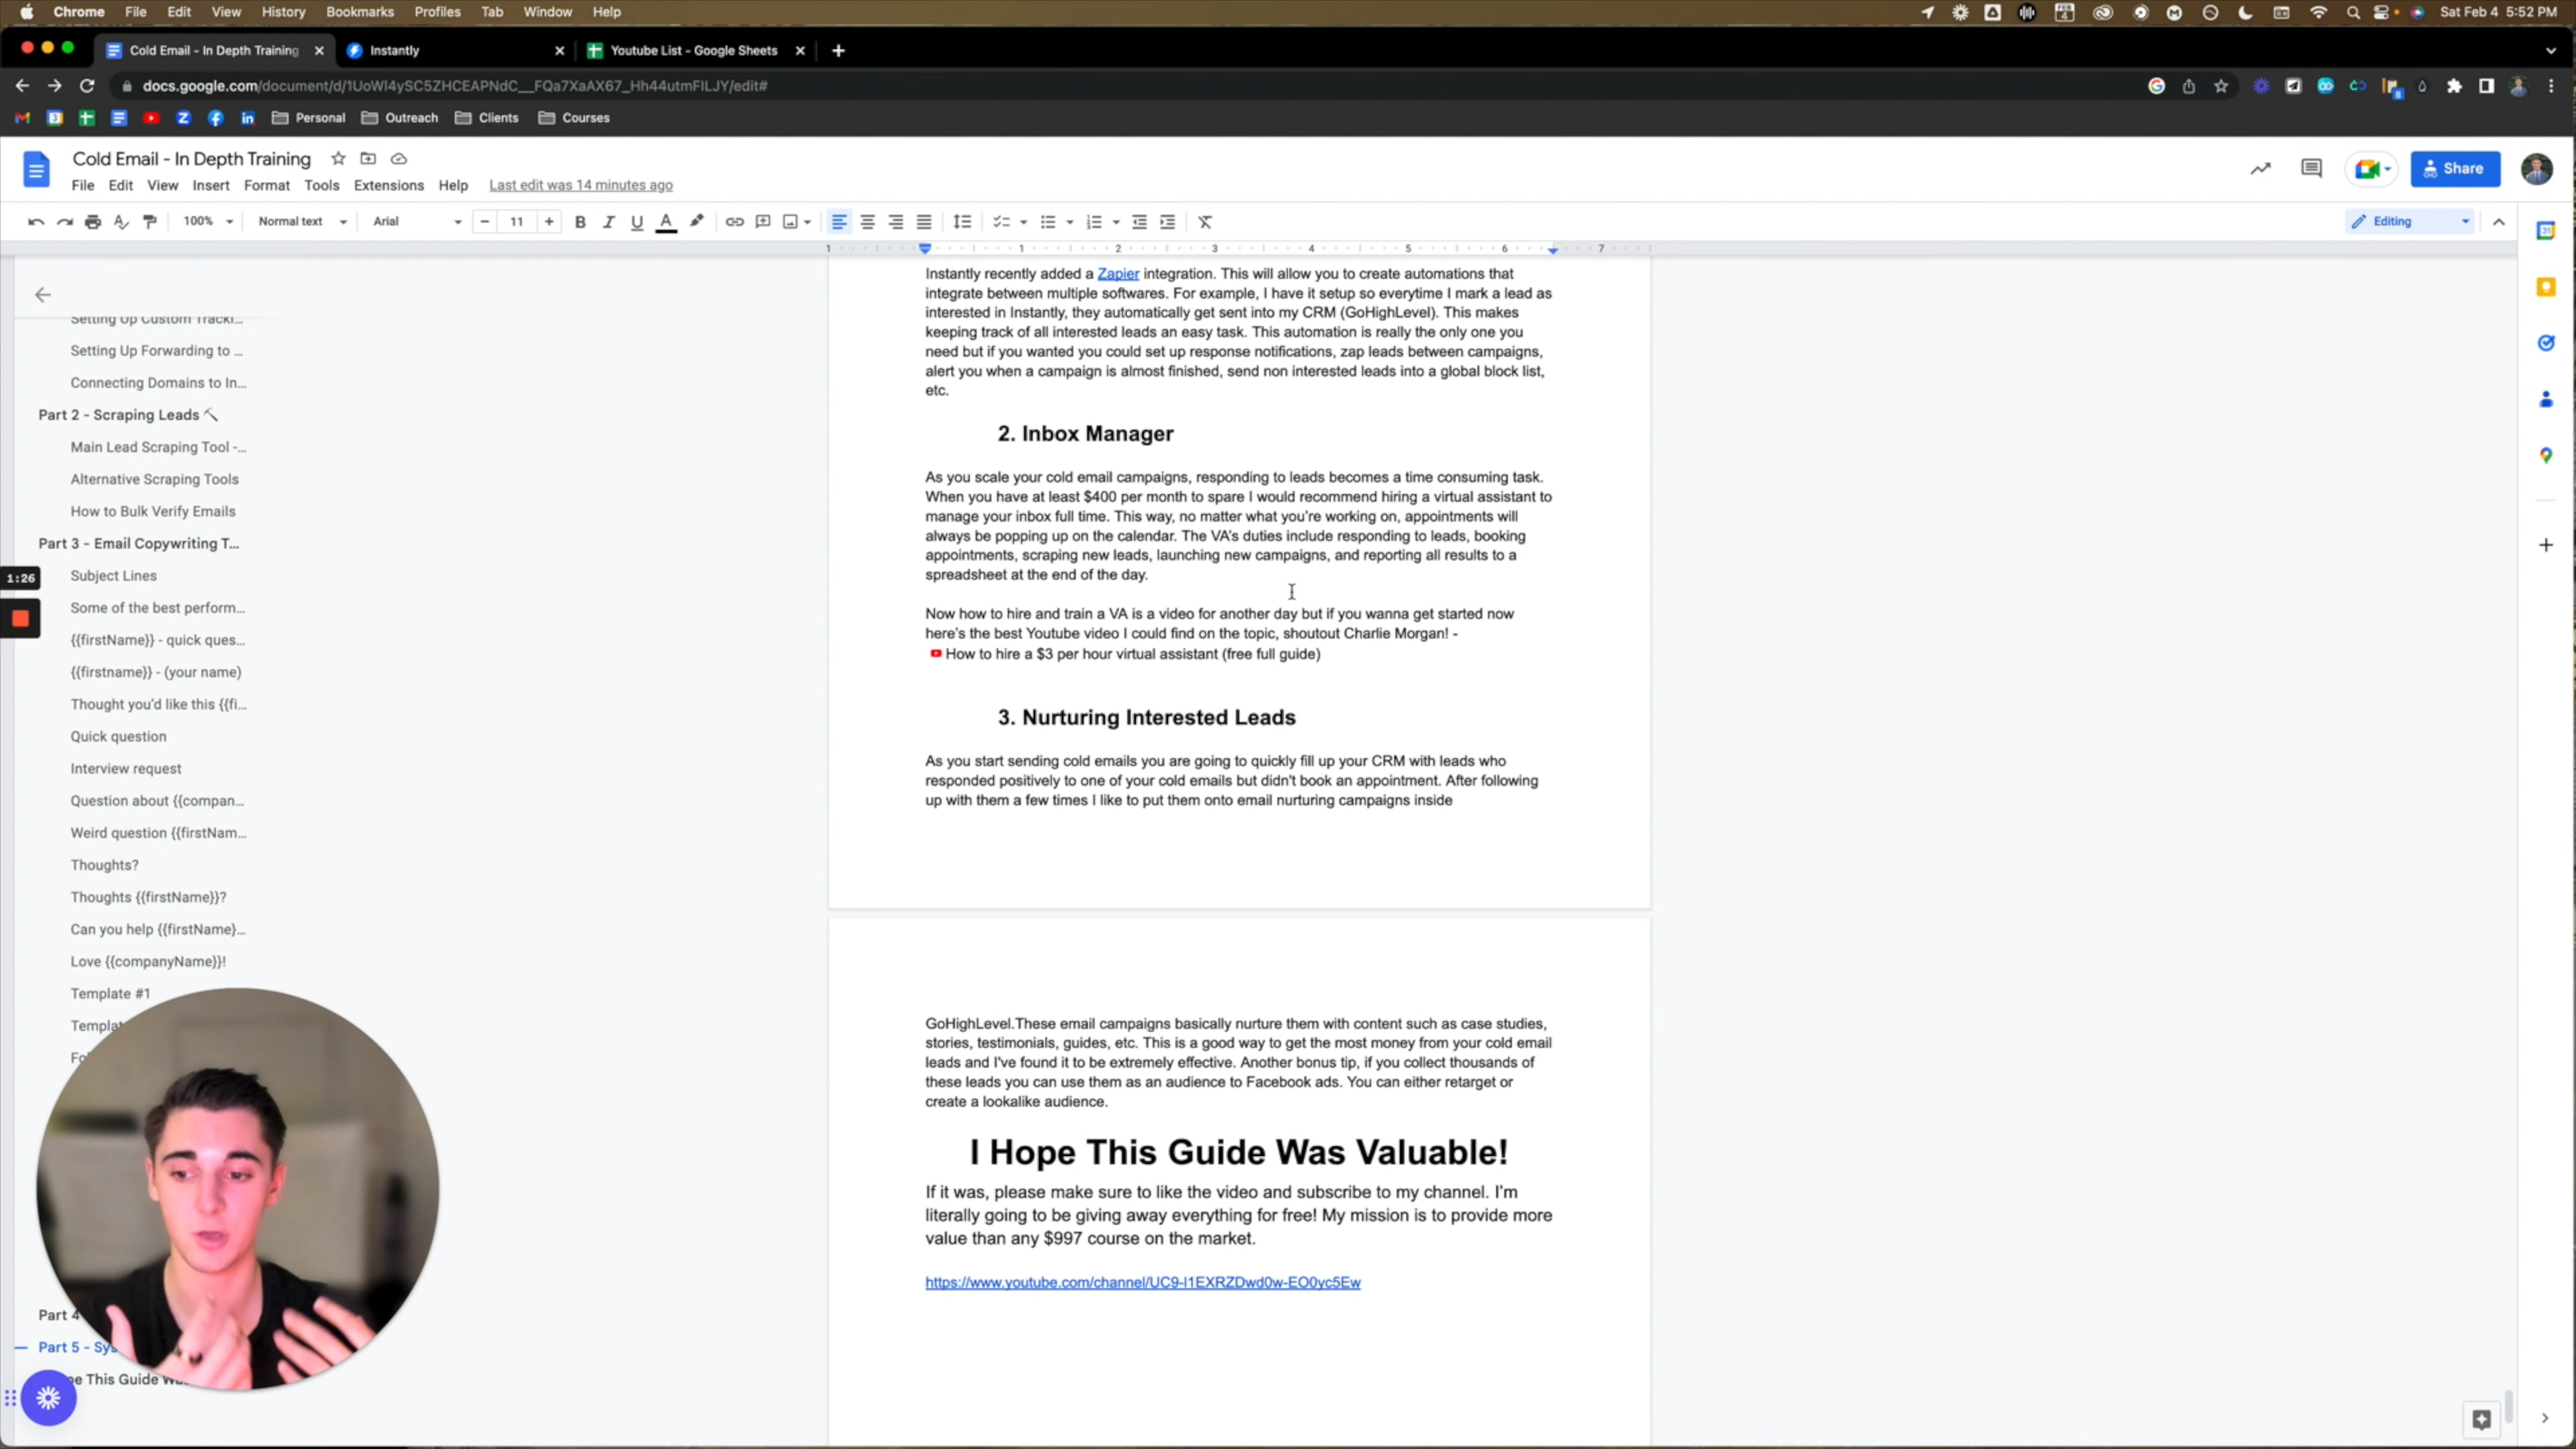 Chrome File Edit View History Bookmarks Profiles Tab Window Help
FEB 4
Sat Feb 4 5:52 PM
Cold Email - In Depth Training
Instantly
Youtube List - Google Sheets
docs.google.com/document/d/1UoWl4ySC5ZHCEAPNdC__FQa7XaAX67_Hh44utmFILJY/edit#
Personal Outreach Clients Courses
Cold Email - In Depth Training
File Edit View Insert Format Tools Extensions Help Last edit was 14 minutes ago
Share
100% Normal text Arial 11 B I U A
Editing
1 1 2 3 4 5 6 7
Setting Up Custom Tracki...
Setting Up Forwarding to ...
Connecting Domains to In...
Part 2 - Scraping Leads
Main Lead Scraping Tool -...
Alternative Scraping Tools
How to Bulk Verify Emails
Part 3 - Email Copywriting T...
Subject Lines
Some of the best perform...
{{firstName}} - quick ques...
{{firstname}} - (your name)
Thought you'd like this {{fi...
Quick question
Interview request
Question about {{compan...
Weird question {{firstNam...
Thoughts?
Thoughts {{firstName}}?
Can you help {{firstName}...
Love {{companyName}}!
Template #1
Part 4
Part 5 - Sys
pe This Guide Wa
1:26
Instantly recently added a Zapier integration. This will allow you to create automations that
integrate between multiple softwares. For example, I have it setup so everytime I mark a lead as
interested in Instantly, they automatically get sent into my CRM (GoHighLevel). This makes
keeping track of all interested leads an easy task. This automation is really the only one you
need but if you wanted you could set up response notifications, zap leads between campaigns,
alert you when a campaign is almost finished, send non interested leads into a global block list,
etc.
2. Inbox Manager
As you scale your cold email campaigns, responding to leads becomes a time consuming task.
When you have at least $400 per month to spare I would recommend hiring a virtual assistant to
manage your inbox full time. This way, no matter what you're working on, appointments will
always be popping up on the calendar. The VA's duties include responding to leads, booking
appointments, scraping new leads, launching new campaigns, and reporting all results to a
spreadsheet at the end of the day.
Now how to hire and train a VA is a video for another day but if you wanna get started now
here's the best Youtube video I could find on the topic, shoutout Charlie Morgan! -
How to hire a $3 per hour virtual assistant (free full guide)
3. Nurturing Interested Leads
As you start sending cold emails you are going to quickly fill up your CRM with leads who
responded positively to one of your cold emails but didn't book an appointment. After following
up with them a few times I like to put them onto email nurturing campaigns inside
GoHighLevel.These email campaigns basically nurture them with content such as case studies,
stories, testimonials, guides, etc. This is a good way to get the most money from your cold email
leads and I've found it to be extremely effective. Another bonus tip, if you collect thousands of
these leads you can use them as an audience to Facebook ads. You can either retarget or
create a lookalike audience.
I Hope This Guide Was Valuable!
If it was, please make sure to like the video and subscribe to my channel. I'm
literally going to be giving away everything for free! My mission is to provide more
value than any $997 course on the market.
https://www.youtube.com/channel/UC9-l1EXRZDwd0w-EO0yc5Ew